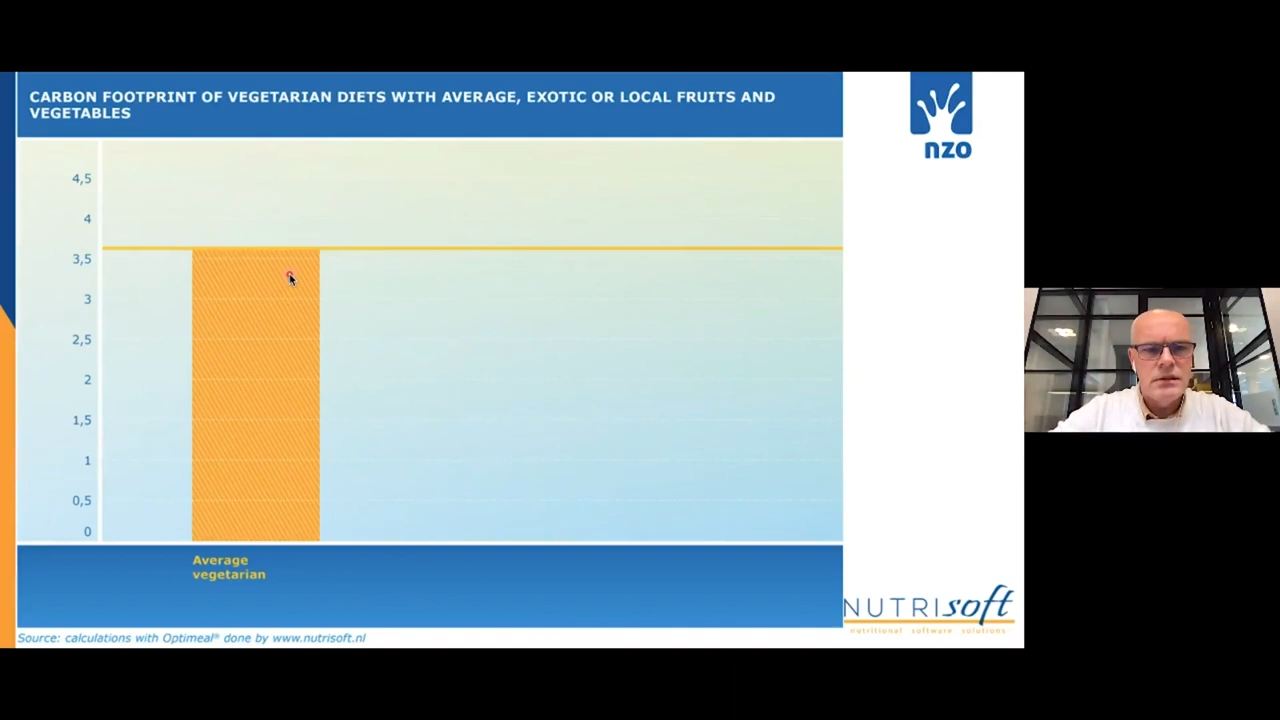 CARBON FOOTPRINT OF VEGETARIAN DIETS WITH AVERAGE, EXOTIC OR LOCAL FRUITS AND
VEGETABLES
nzo
4,5
4
3,5
3
2,5
2
1,5
1
0,5
0
Average
vegetarian
NUTRIsoft
nutritional software solutions
Source: calculations with Optimeal® done by www.nutrisoft.nl